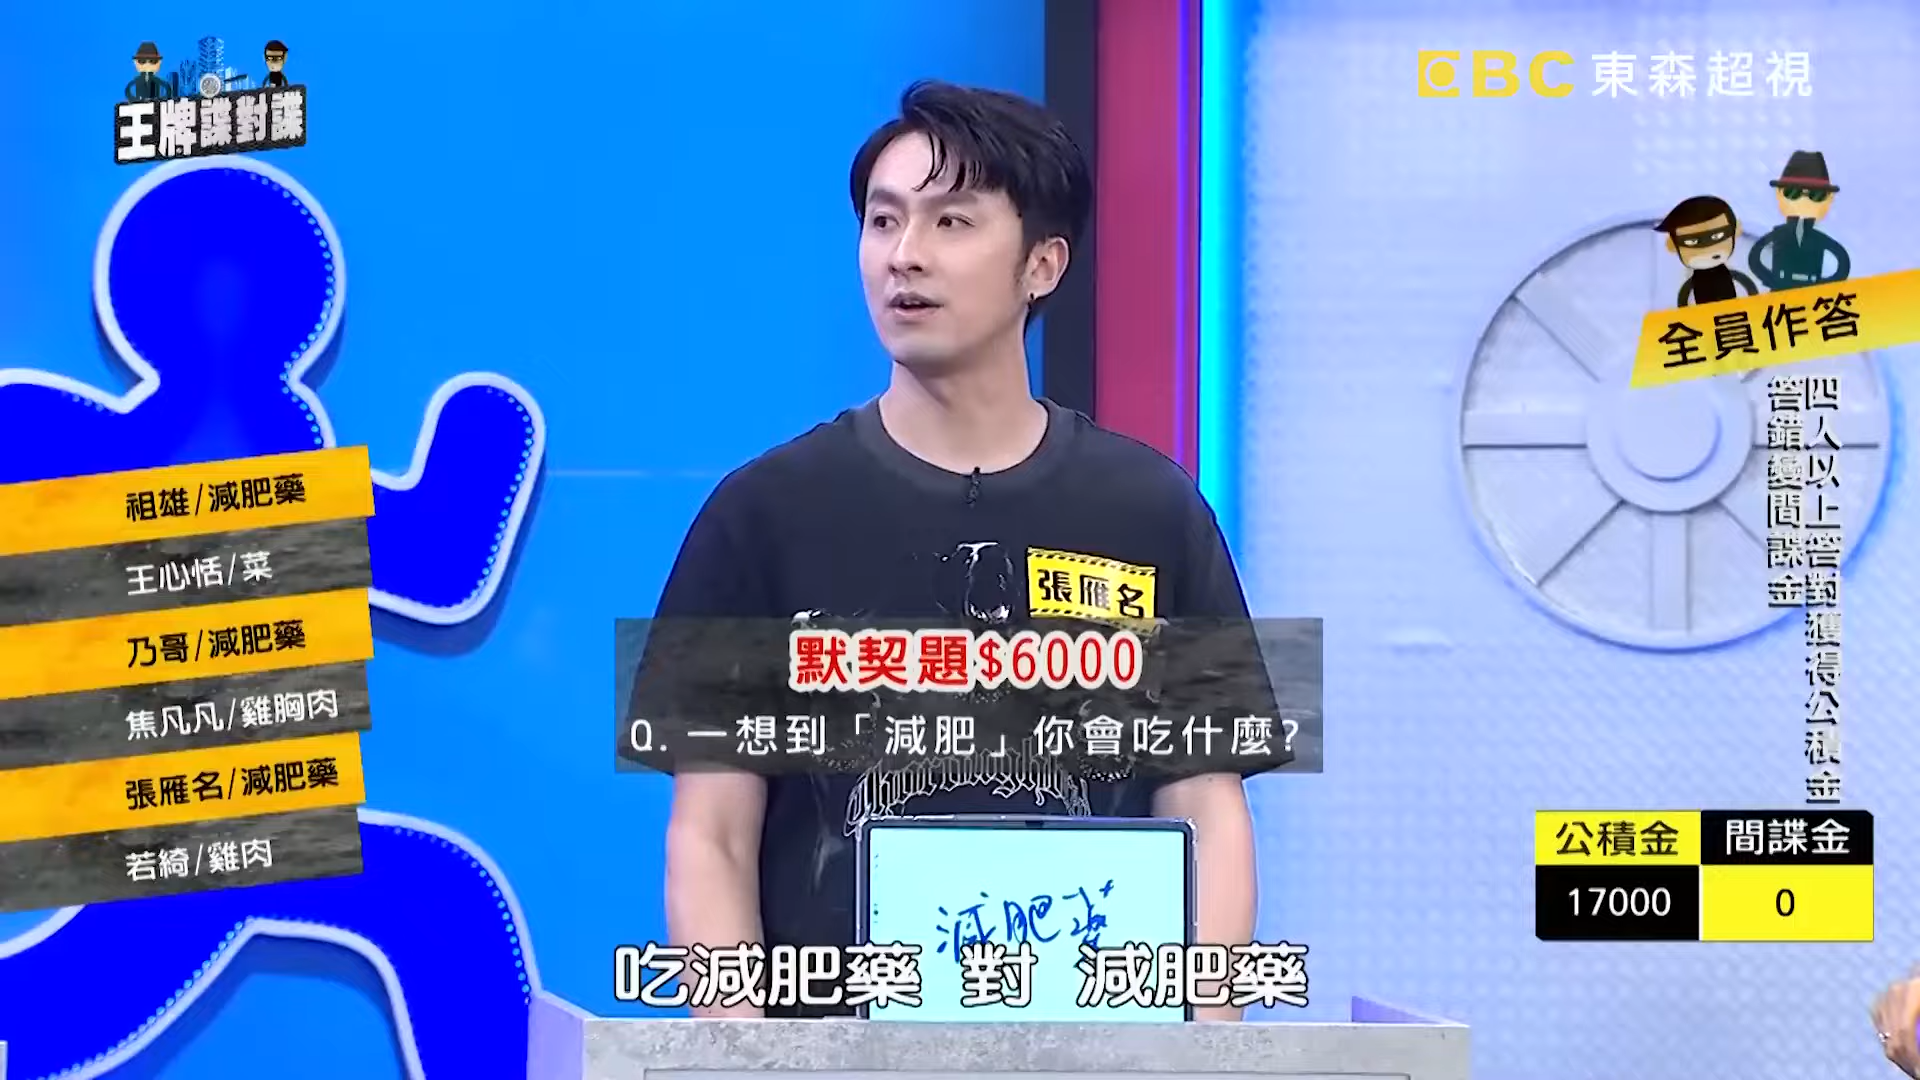 王牌諜對諜
EBC 東森超視
全員作答
四人以上答對獲得公積金
答錯變間諜金
祖雄/減肥藥
王心恬/菜
乃哥/減肥藥
焦凡凡/雞胸肉
張雁名/減肥藥
若綺/雞肉
張雁名
默契題$6000
Q. 一想到「減肥」你會吃什麼?
公積金 間諜金
17000 0
減肥藥
吃減肥藥 對 減肥藥